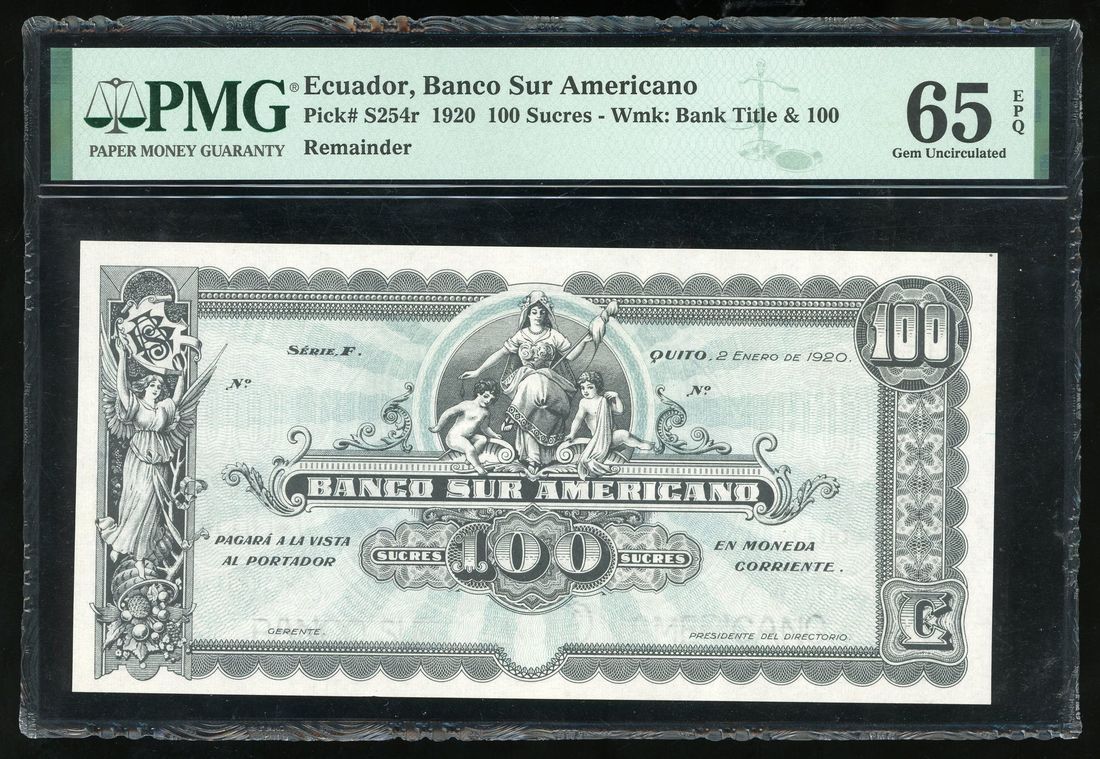 PMG®
PAPER MONEY GUARANTY
Ecuador, Banco Sur Americano
Pick# S254r 1920 100 Sucres - Wmk: Bank Title & 100
Remainder
65 EPQ
Gem Uncirculated
100
SÉRIE, F.
QUITO, 2 ENERO DE 1920.
Nº
Nº
BANCO SUR AMERICANO
PAGARÁ A LA VISTA
AL PORTADOR
SUCRES 100 SUCRES
EN MONEDA
CORRIENTE.
GERENTE.
PRESIDENTE DEL DIRECTORIO.
C